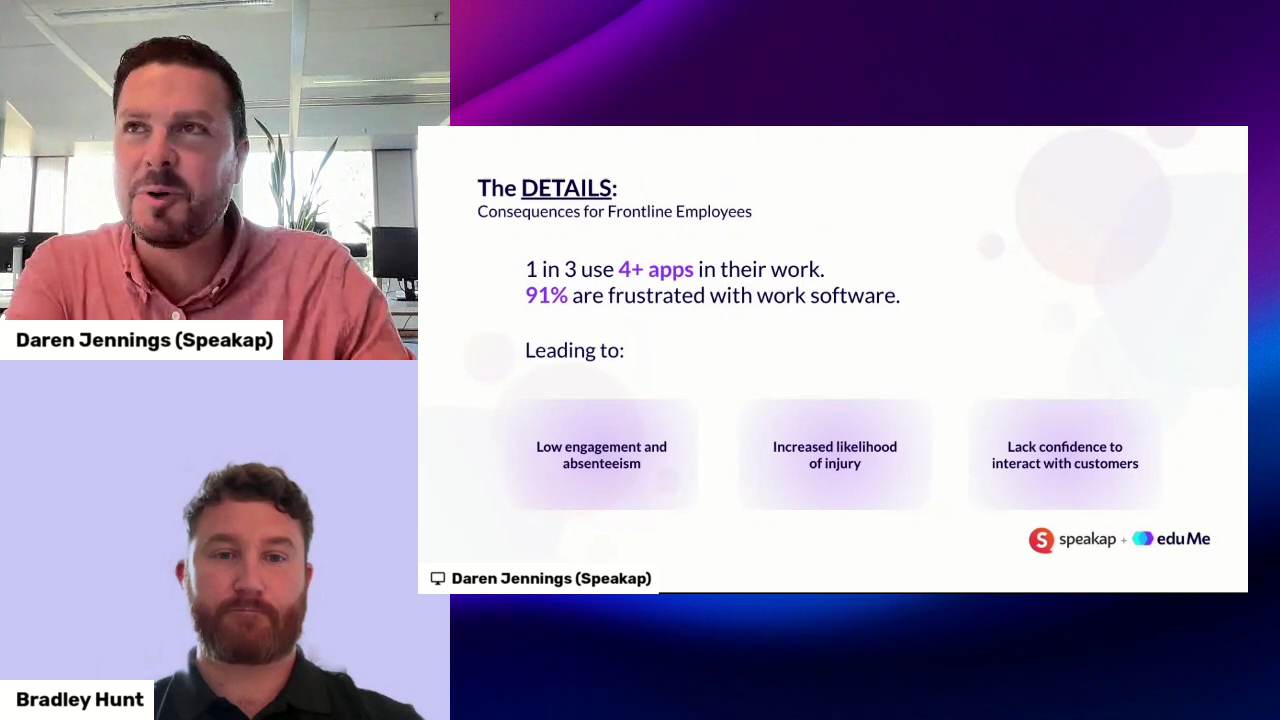 Daren Jennings (Speakap)
Bradley Hunt
The DETAILS:
Consequences for Frontline Employees
1 in 3 use 4+ apps in their work.
91% are frustrated with work software.
Leading to:
Low engagement and
absenteeism
Increased likelihood
of injury
Lack confidence to
interact with customers
S speakap + eduMe
Daren Jennings (Speakap)